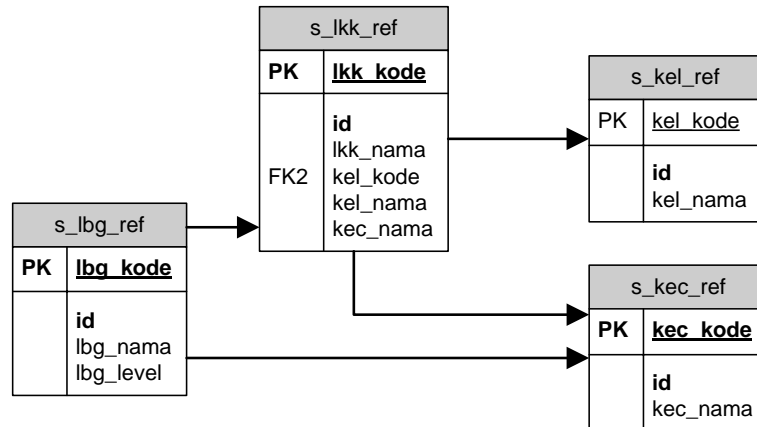 s_lkk_ref
PK lkk_kode
id
lkk_nama
FK2 kel_kode
kel_nama
kec_nama
s_kel_ref
PK kel_kode
id
kel_nama
s_lbg_ref
PK lbg_kode
id
lbg_nama
lbg_level
s_kec_ref
PK kec_kode
id
kec_nama